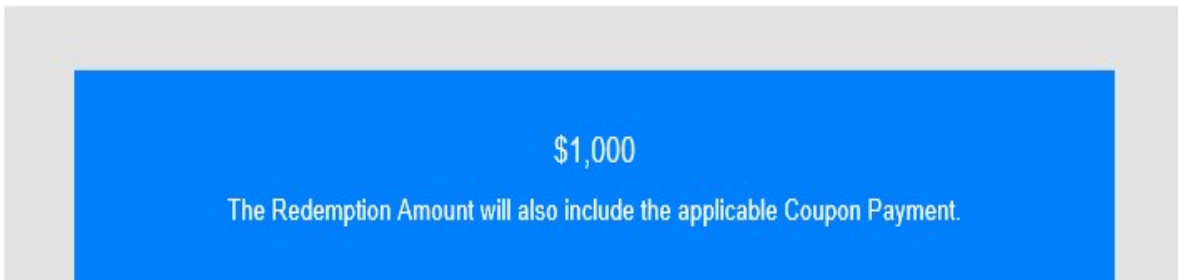 $1,000
The Redemption Amount will also include the applicable Coupon Payment.